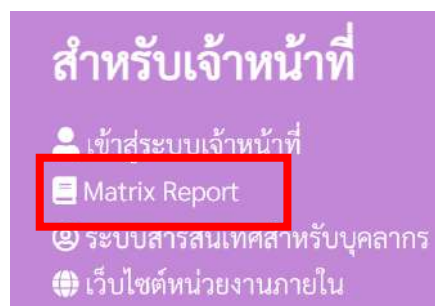 สำหรับเจ้าหน้าที่
เข้าสู่ระบบเจ้าหน้าที่
Matrix Report
ระบบสารสนเทศสำหรับบุคลากร
เว็บไซต์หน่วยงานภายใน